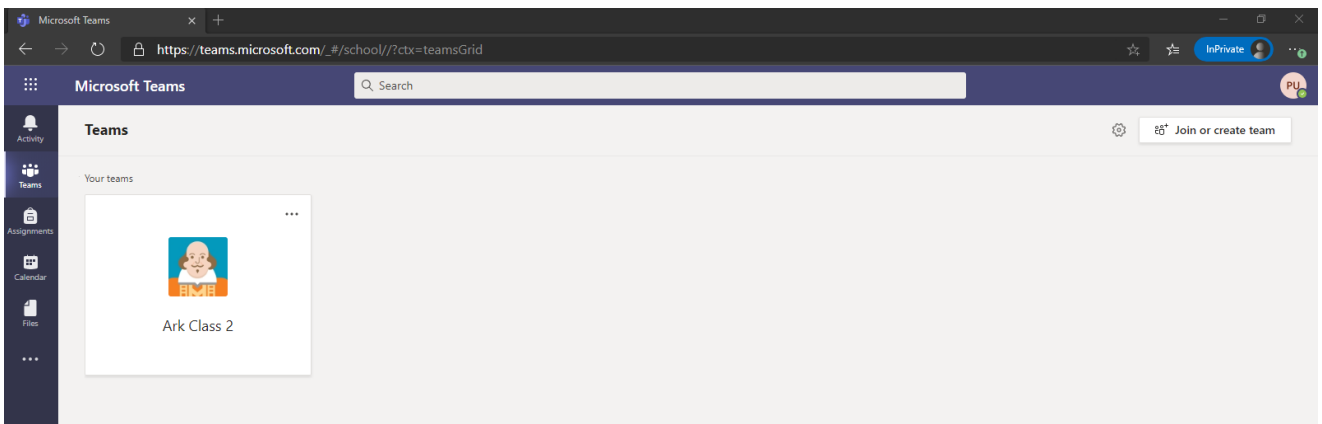 Microsoft Teams
https://teams.microsoft.com/_#/school//?ctx=teamsGrid
InPrivate
Microsoft Teams
Search
PU
Activity
Teams
Join or create team
Teams
Your teams
Assignments
Calendar
Files
Ark Class 2